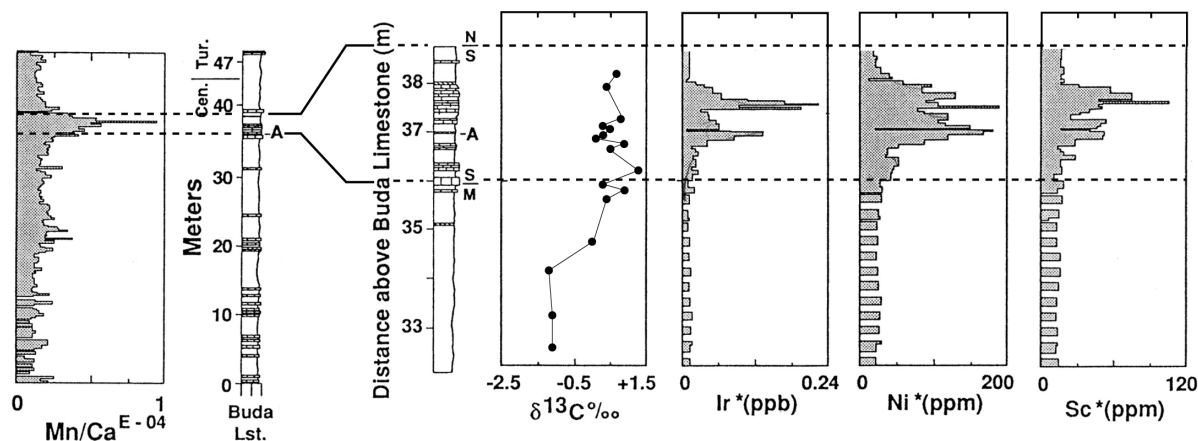 Tur.
47
Cen.
40
A
30
Meters
20
10
0
Buda
Lst.
0 1
Mn/Ca E - 04
Distance above Buda Limestone (m)
N
S
38
37
A
S
M
35
33
-2.5 -0.5 +1.5
δ13C°/oo
0 0.24
Ir *(ppb)
0 200
Ni *(ppm)
0 120
Sc *(ppm)